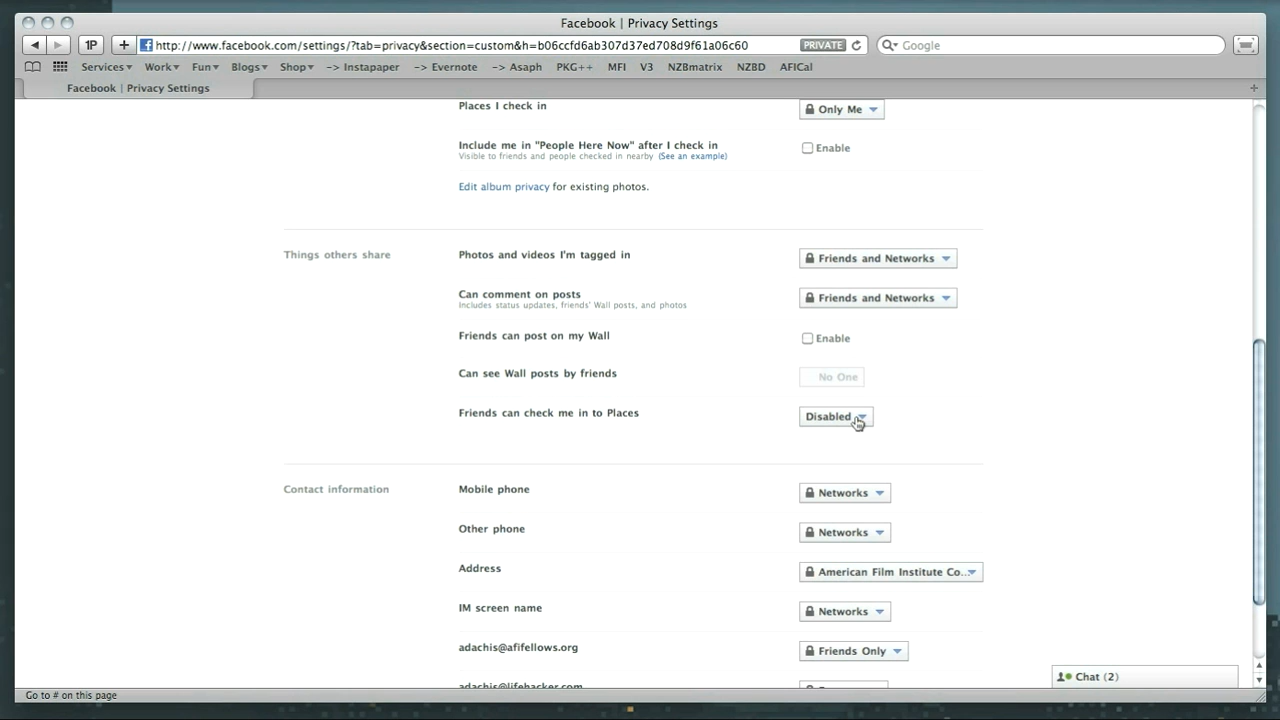 Facebook | Privacy Settings
1P
http://www.facebook.com/settings/?tab=privacy&section=custom&h=b06ccfd6ab307d37ed708d9f61a06c60
PRIVATE
Google
Services Work Fun Blogs Shop -> Instapaper -> Evernote -> Asaph PKG++ MFI V3 NZBmatrix NZBD AFICal
Facebook | Privacy Settings
Places I check in Only Me
Include me in "People Here Now" after I check in Enable
Visible to friends and people checked in nearby (See an example)
Edit album privacy for existing photos.
Things others share Photos and videos I'm tagged in Friends and Networks
Can comment on posts Friends and Networks
Includes status updates, friends' Wall posts, and photos
Friends can post on my Wall Enable
Can see Wall posts by friends No One
Friends can check me in to Places Disabled
Contact information Mobile phone Networks
Other phone Networks
Address American Film Institute Co...
IM screen name Networks
adachis@afifellows.org Friends Only
adachis@lifehacker.com
Chat (2)
Go to # on this page